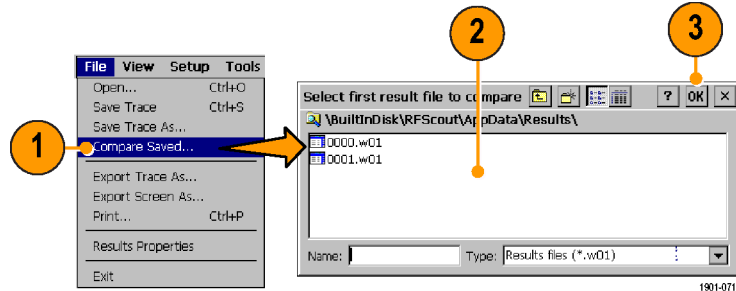 1
2
3
File View Setup Tools
Open... Ctrl+O
Save Trace Ctrl+S
Save Trace As...
Compare Saved...
Export Trace As...
Export Screen As...
Print... Ctrl+P
Results Properties
Exit
Select first result file to compare ? OK ×
\BuiltInDisk\RFScout\AppData\Results\
0000.w01
0001.w01
Name: Type: Results files (*.w01)
1901-071